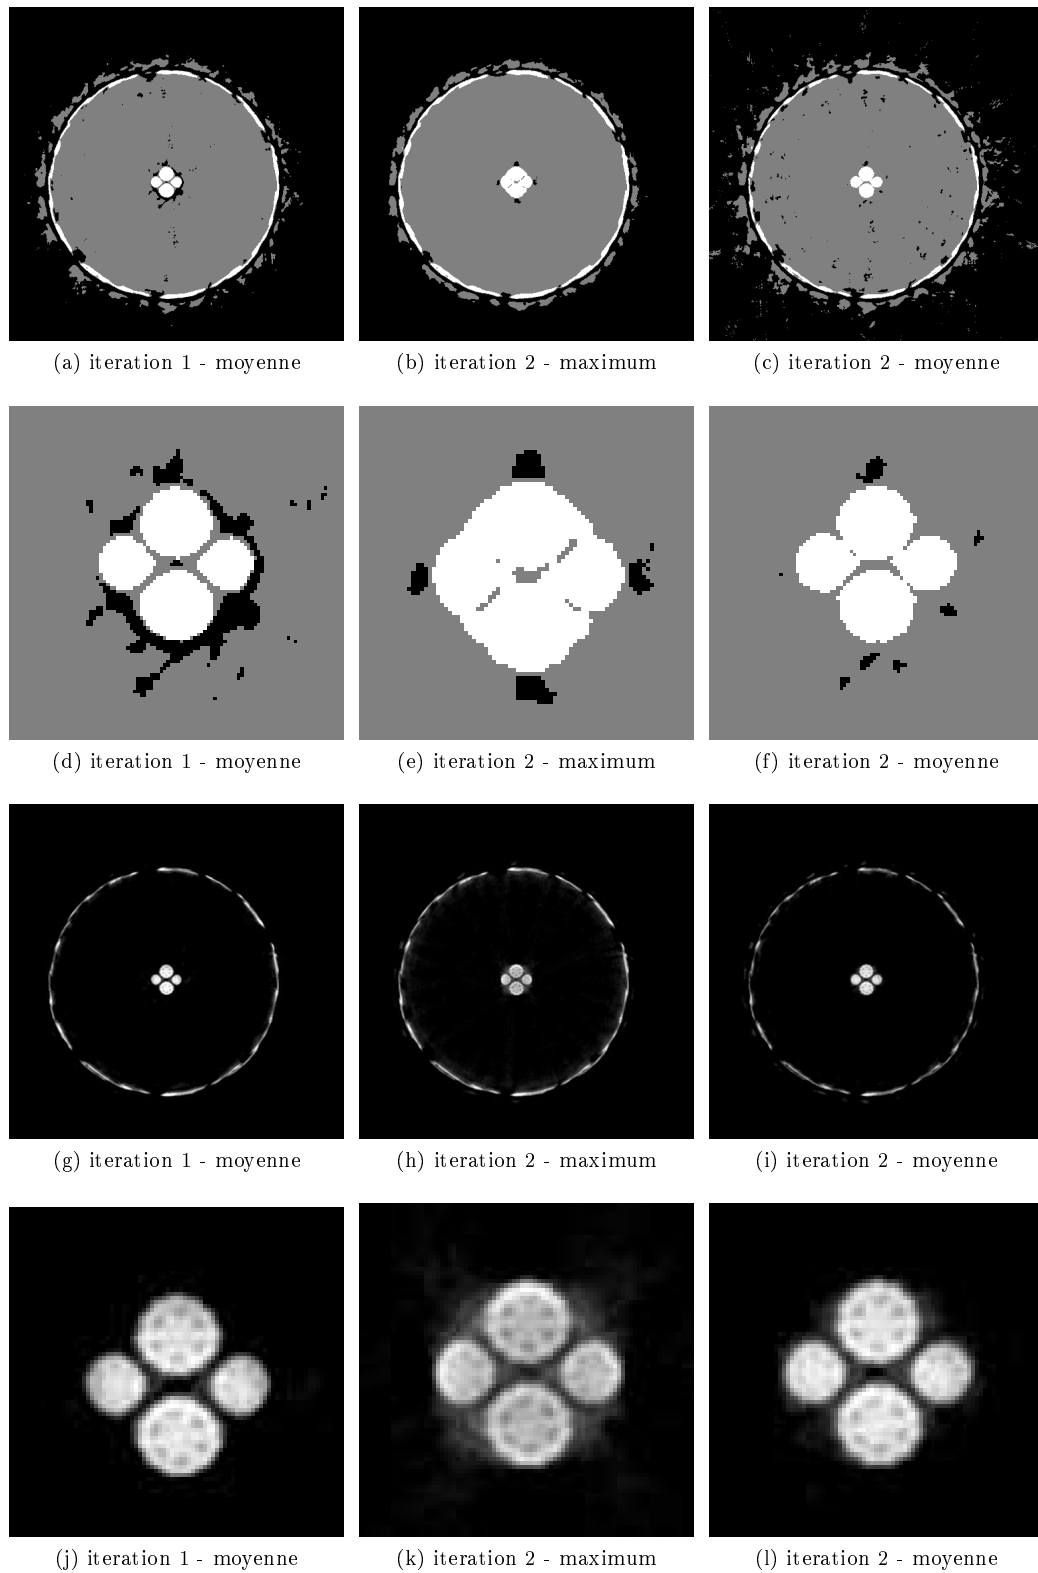 (a) iteration 1 - moyenne
(b) iteration 2 - maximum
(c) iteration 2 - moyenne
(d) iteration 1 - moyenne
(e) iteration 2 - maximum
(f) iteration 2 - moyenne
(g) iteration 1 - moyenne
(h) iteration 2 - maximum
(i) iteration 2 - moyenne
(j) iteration 1 - moyenne
(k) iteration 2 - maximum
(l) iteration 2 - moyenne